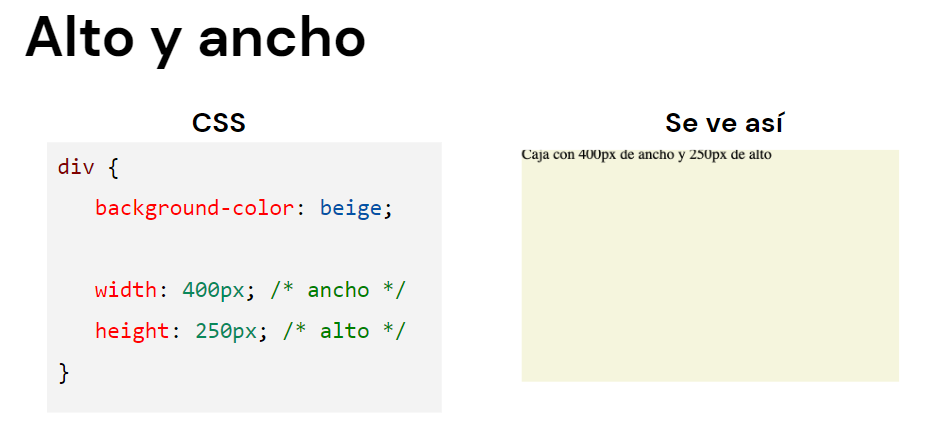 Alto y ancho
CSS
div {
background-color: beige;
width: 400px; /* ancho */
height: 250px; /* alto */
}
Se ve así
Caja con 400px de ancho y 250px de alto